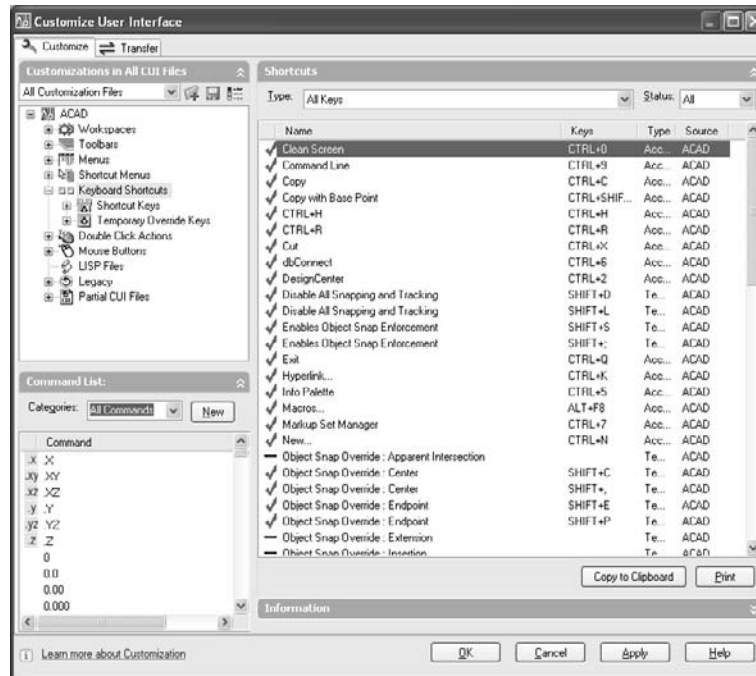 Customize User Interface
Customize Transfer
Customizations in All CUI Files
All Customization Files
ACAD
Workspaces
Toolbars
Menus
Shortcut Menus
Keyboard Shortcuts
Shortcut Keys
Temporary Override Keys
Double Click Actions
Mouse Buttons
LISP Files
Legacy
Partial CUI Files
Command List:
Categories: All Commands New
Command
.X .X
.XY .XY
.XZ .XZ
.Y .Y
.YZ .YZ
.Z .Z
0
0.0
0.00
0.000
Shortcuts
Type: All Keys Status: All
Name Keys Type Source
Clean Screen CTRL+0 Acc... ACAD
Command Line CTRL+9 Acc... ACAD
Copy CTRL+C Acc... ACAD
Copy with Base Point CTRL+SHIF... Acc... ACAD
CTRL+H CTRL+H Acc... ACAD
CTRL+R CTRL+R Acc... ACAD
Cut CTRL+X Acc... ACAD
dbConnect CTRL+6 Acc... ACAD
DesignCenter CTRL+2 Acc... ACAD
Disable All Snapping and Tracking SHIFT+D Te... ACAD
Disable All Snapping and Tracking SHIFT+L Te... ACAD
Enables Object Snap Enforcement SHIFT+S Te... ACAD
Enables Object Snap Enforcement SHIFT+; Te... ACAD
Exit CTRL+Q Acc... ACAD
Hyperlink... CTRL+K Acc... ACAD
Info Palette CTRL+5 Acc... ACAD
Macros... ALT+F8 Acc... ACAD
Markup Set Manager CTRL+7 Acc... ACAD
New... CTRL+N Acc... ACAD
Object Snap Override : Apparent Intersection Te... ACAD
Object Snap Override : Center SHIFT+C Te... ACAD
Object Snap Override : Center SHIFT+, Te... ACAD
Object Snap Override : Endpoint SHIFT+E Te... ACAD
Object Snap Override : Endpoint SHIFT+P Te... ACAD
Object Snap Override : Extension Te... ACAD
Object Snap Override : Insertion Te... ACAD
Copy to Clipboard Print
Information
Learn more about Customization
OK Cancel Apply Help